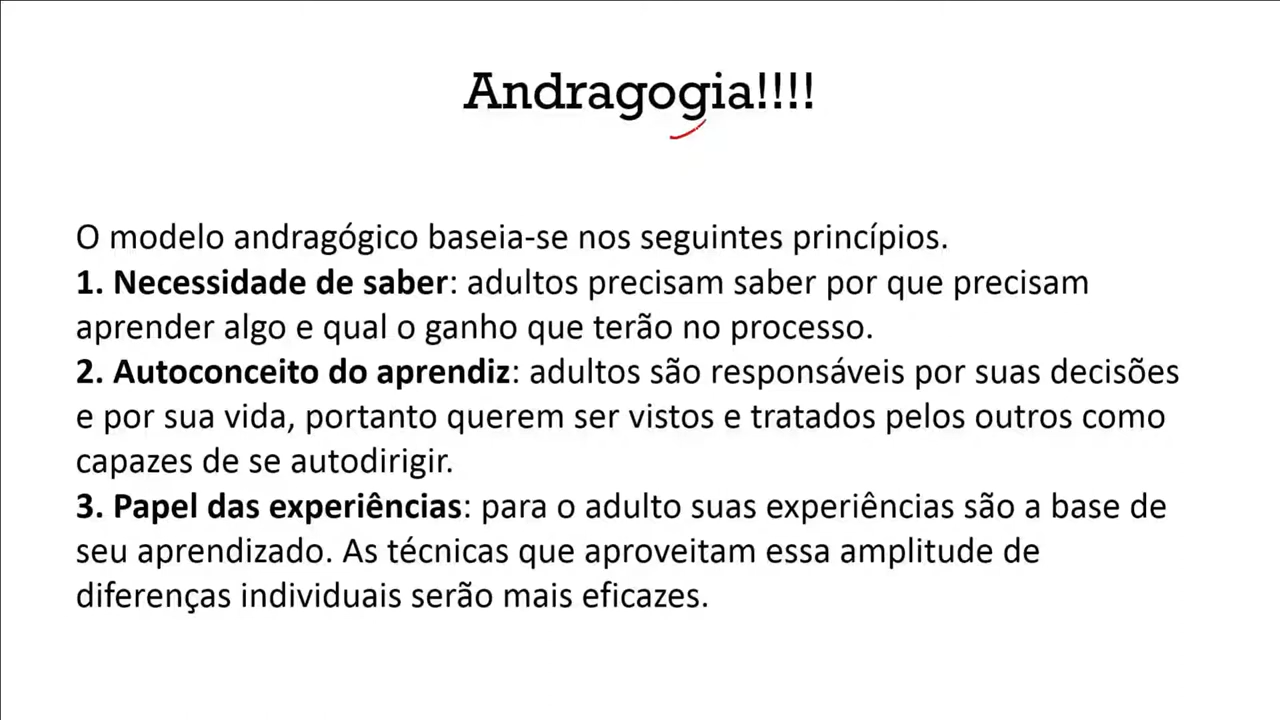 Andragogia!!!!
O modelo andragógico baseia-se nos seguintes princípios.
1. Necessidade de saber: adultos precisam saber por que precisam
aprender algo e qual o ganho que terão no processo.
2. Autoconceito do aprendiz: adultos são responsáveis por suas decisões
e por sua vida, portanto querem ser vistos e tratados pelos outros como
capazes de se autodirigir.
3. Papel das experiências: para o adulto suas experiências são a base de
seu aprendizado. As técnicas que aproveitam essa amplitude de
diferenças individuais serão mais eficazes.